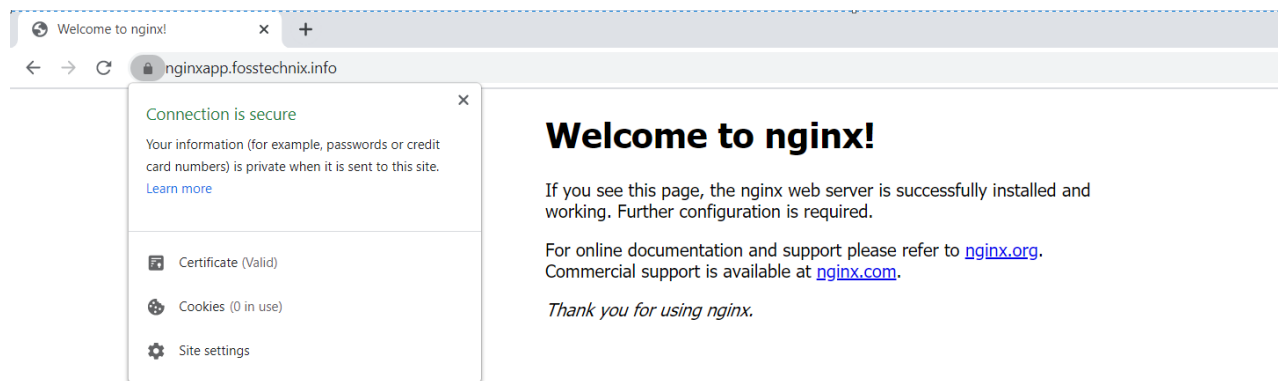 Welcome to nginx!
nginxapp.fosstechnix.info
Connection is secure
Your information (for example, passwords or credit
card numbers) is private when it is sent to this site.
Learn more
Certificate (Valid)
Cookies (0 in use)
Site settings
Welcome to nginx!
If you see this page, the nginx web server is successfully installed and
working. Further configuration is required.
For online documentation and support please refer to nginx.org.
Commercial support is available at nginx.com.
Thank you for using nginx.